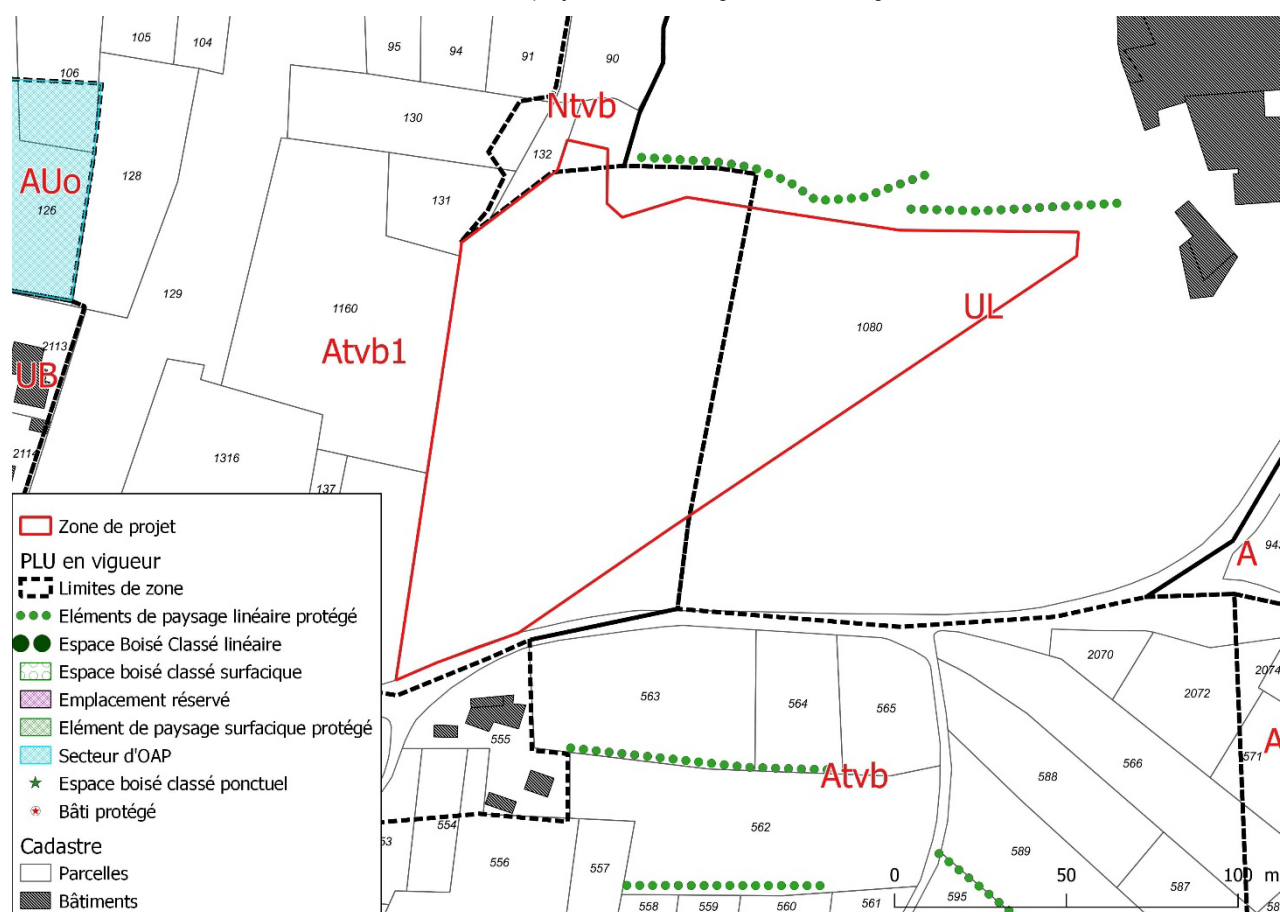 105
104
95
94
91
90
106
130
Ntvb
132
AUo
126
128
131
129
1160
UL
1080
2113
Atvb1
UB
2114
1316
137
Zone de projet
PLU en vigueur
Limites de zone
Eléments de paysage linéaire protégé
Espace Boisé Classé linéaire
Espace boisé classé surfacique
Emplacement réservé
Elément de paysage surfacique protégé
Secteur d'OAP
Espace boisé classé ponctuel
Bâti protégé
Cadastre
Parcelles
Bâtiments
A
2070
2074
2072
563
564
565
555
A
571
566
588
Atvb
554
562
556
557
589
587
595
558
559
560
561
0 50 100 m